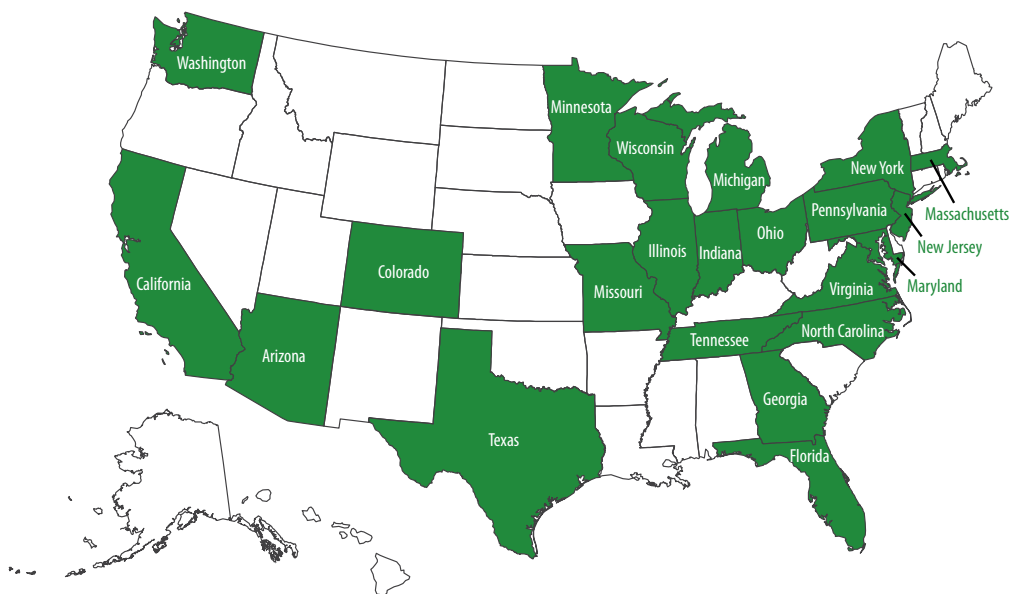 Washington
Minnesota
Wisconsin
New York
Michigan
Pennsylvania
Massachusetts
Ohio
New Jersey
Illinois
Indiana
Colorado
California
Maryland
Virginia
Missouri
North Carolina
Tennessee
Arizona
Georgia
Texas
Florida